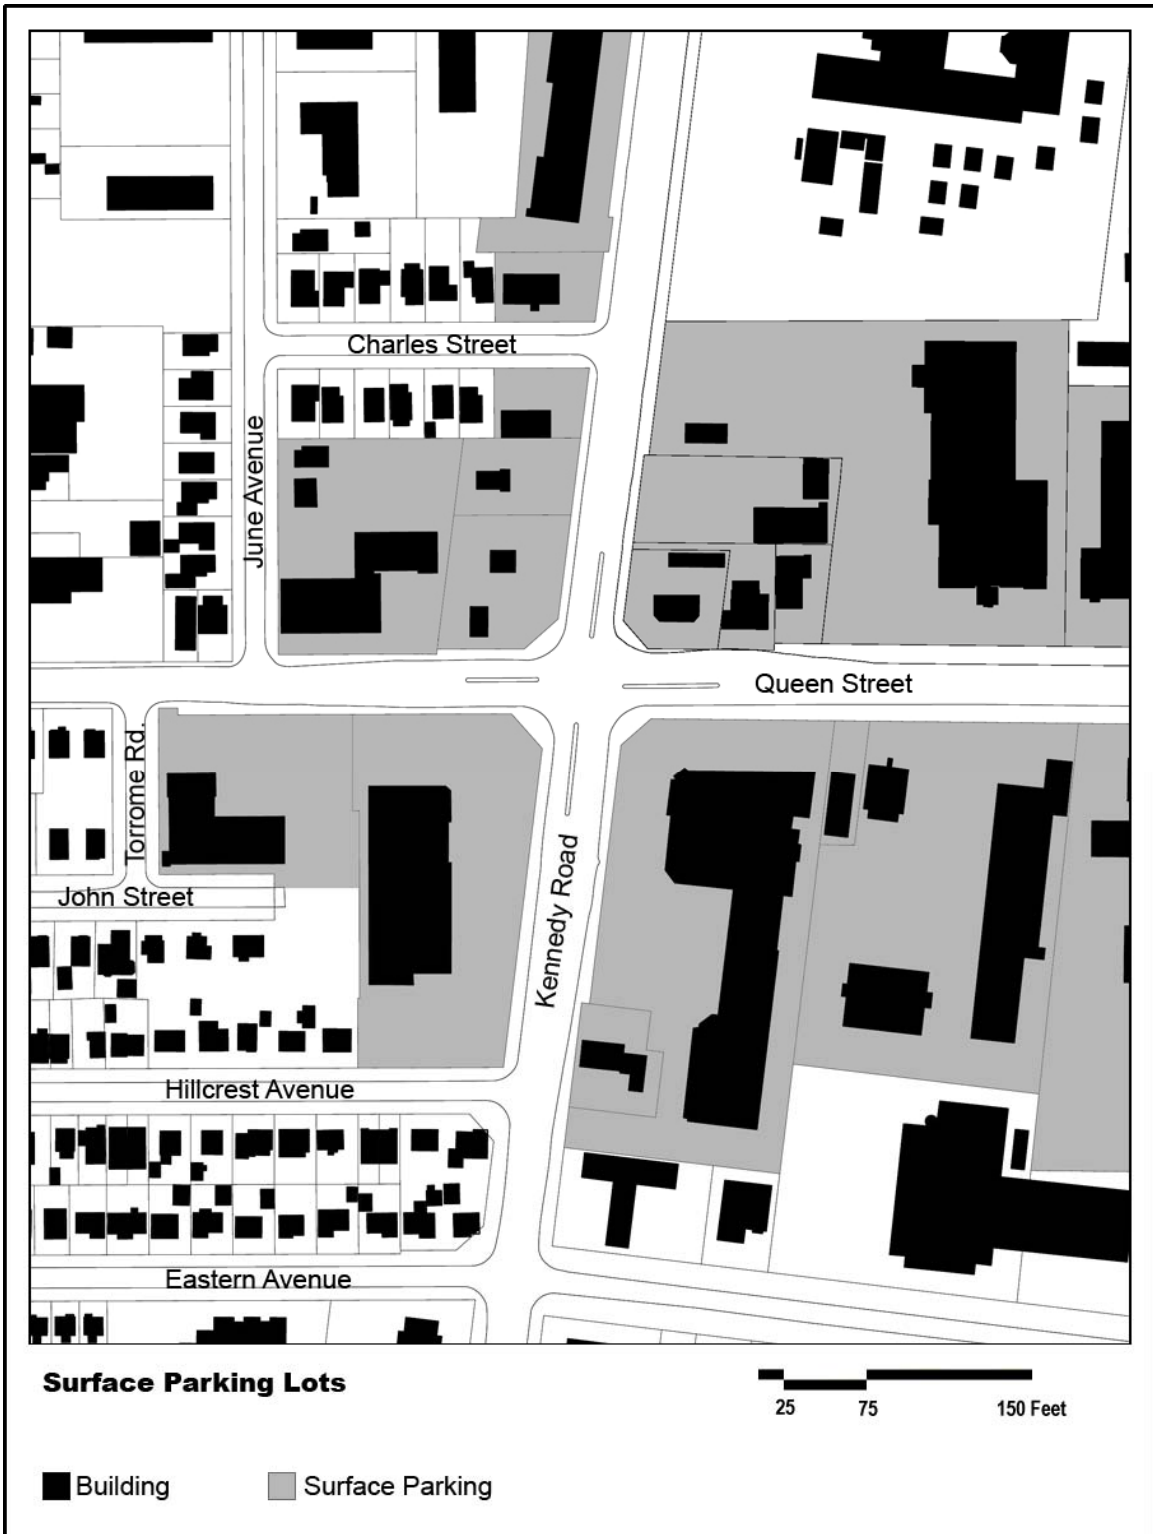 Charles Street
June Avenue
Queen Street
Torrome Rd.
John Street
Kennedy Road
Hillcrest Avenue
Eastern Avenue
Surface Parking Lots
25 75 150 Feet
Building Surface Parking